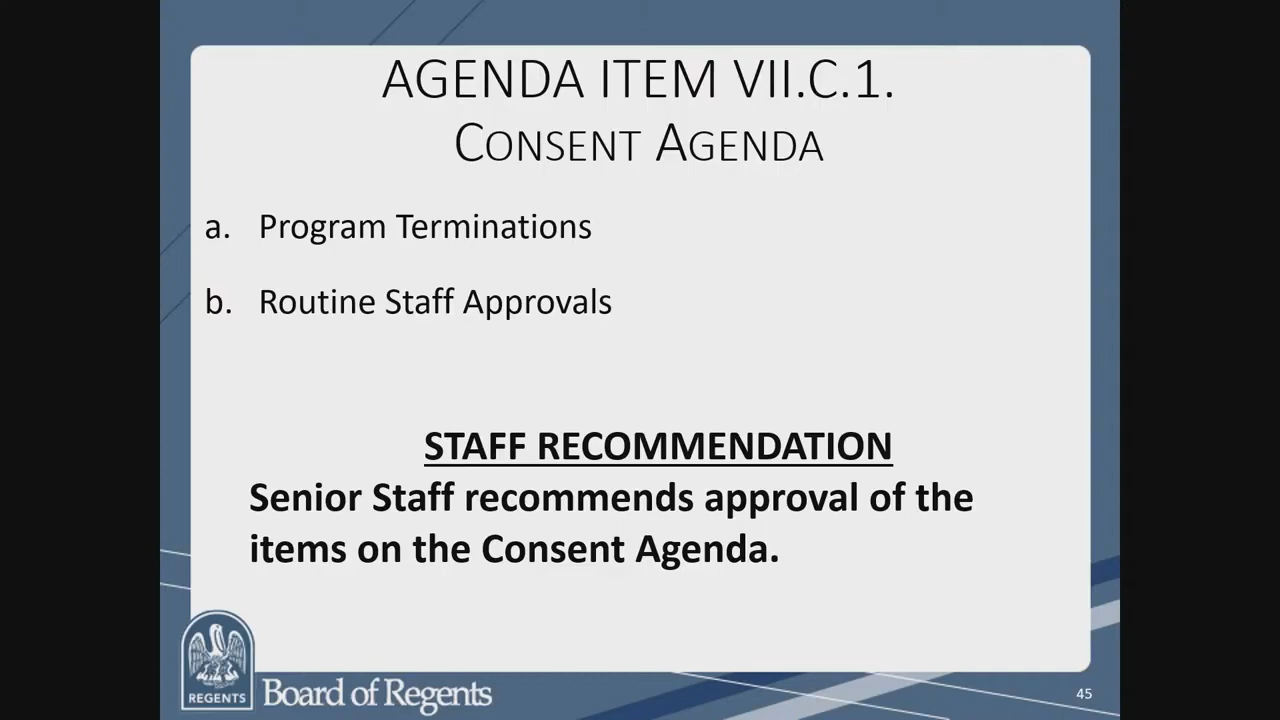 AGENDA ITEM VII.C.1.
CONSENT AGENDA
a. Program Terminations
b. Routine Staff Approvals
STAFF RECOMMENDATION
Senior Staff recommends approval of the
items on the Consent Agenda.
REGENTS
Board of Regents
45